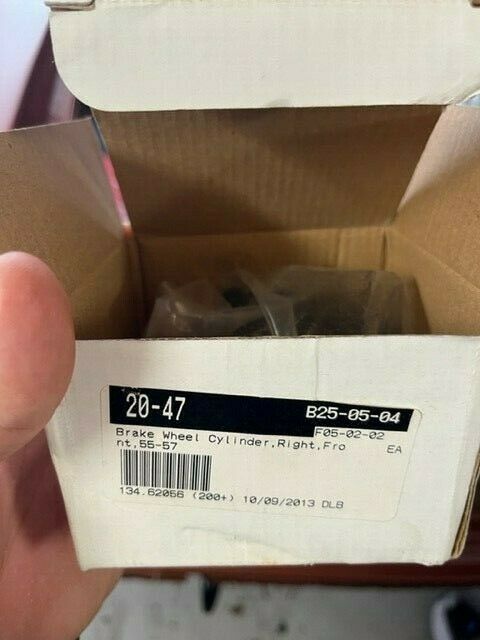 20-47 B25-05-04
F05-02-02
Brake Wheel Cylinder,Right,Fro EA
nt,55-57
134.62056 (200+) 10/09/2013 DLB